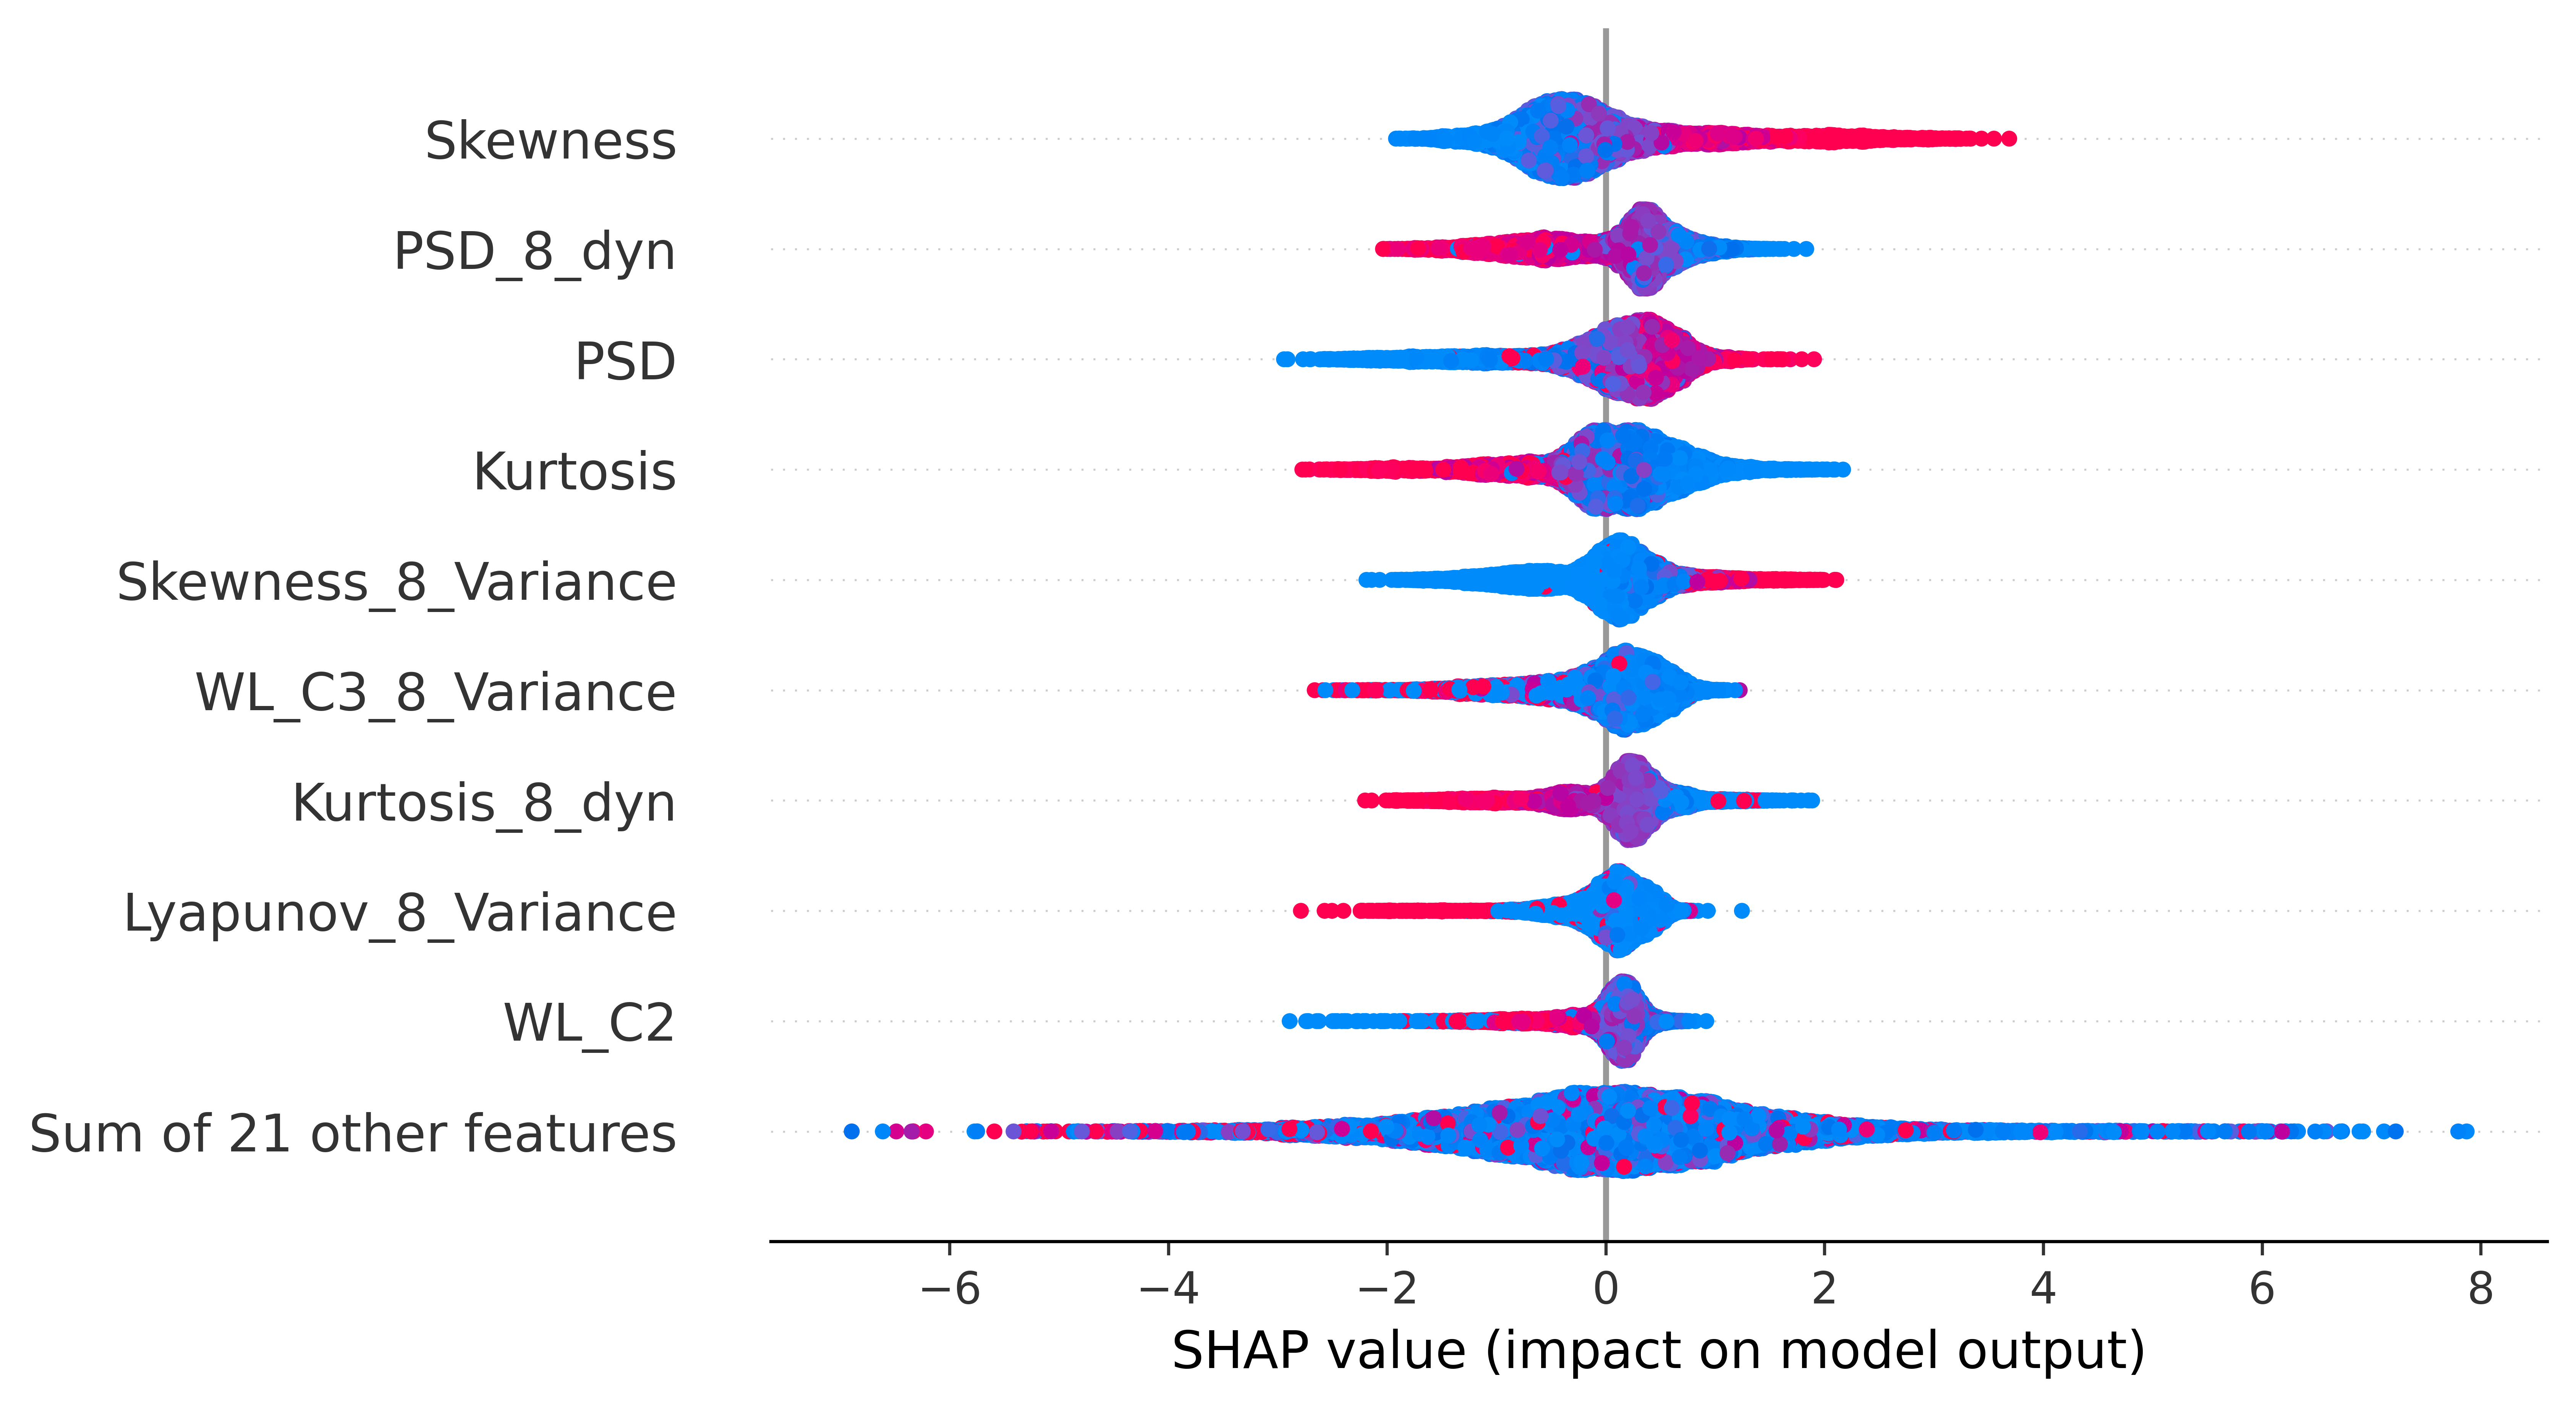 Skewness
PSD_8_dyn
PSD
Kurtosis
Skewness_8_Variance
WL_C3_8_Variance
Kurtosis_8_dyn
Lyapunov_8_Variance
WL_C2
Sum of 21 other features
−6 −4 −2 0 2 4 6 8
SHAP value (impact on model output)